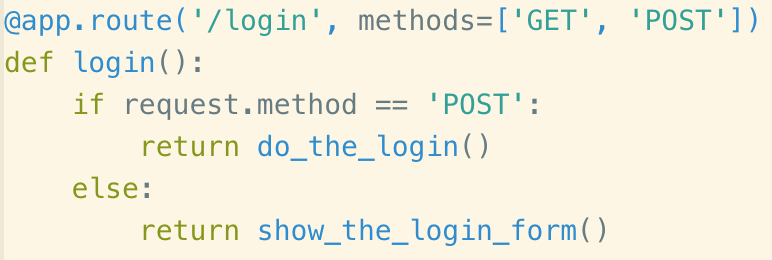 @app.route('/login', methods=['GET', 'POST'])
def login():
    if request.method == 'POST':
        return do_the_login()
    else:
        return show_the_login_form()